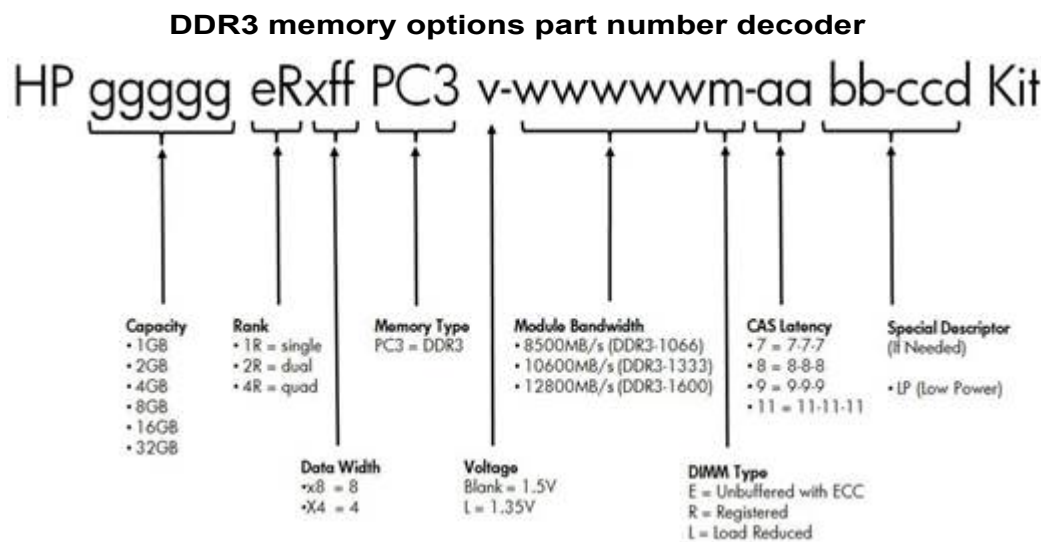 DDR3 memory options part number decoder
HP ggggg eRxff PC3 v-wwwwwm-aa bb-ccd Kit
Capacity
• 1GB
• 2GB
• 4GB
• 8GB
• 16GB
• 32GB
Rank
• 1R = single
• 2R = dual
• 4R = quad
Memory Type
PC3 = DDR3
Module Bandwidth
• 8500MB/s (DDR3-1066)
• 10600MB/s (DDR3-1333)
• 12800MB/s (DDR3-1600)
CAS Latency
• 7 = 7-7-7
• 8 = 8-8-8
• 9 = 9-9-9
• 11 = 11-11-11
Special Descriptor
(If Needed)
• LP (Low Power)
Data Width
•x8 = 8
•X4 = 4
Voltage
Blank = 1.5V
L = 1.35V
DIMM Type
E = Unbuffered with ECC
R = Registered
L = Load Reduced